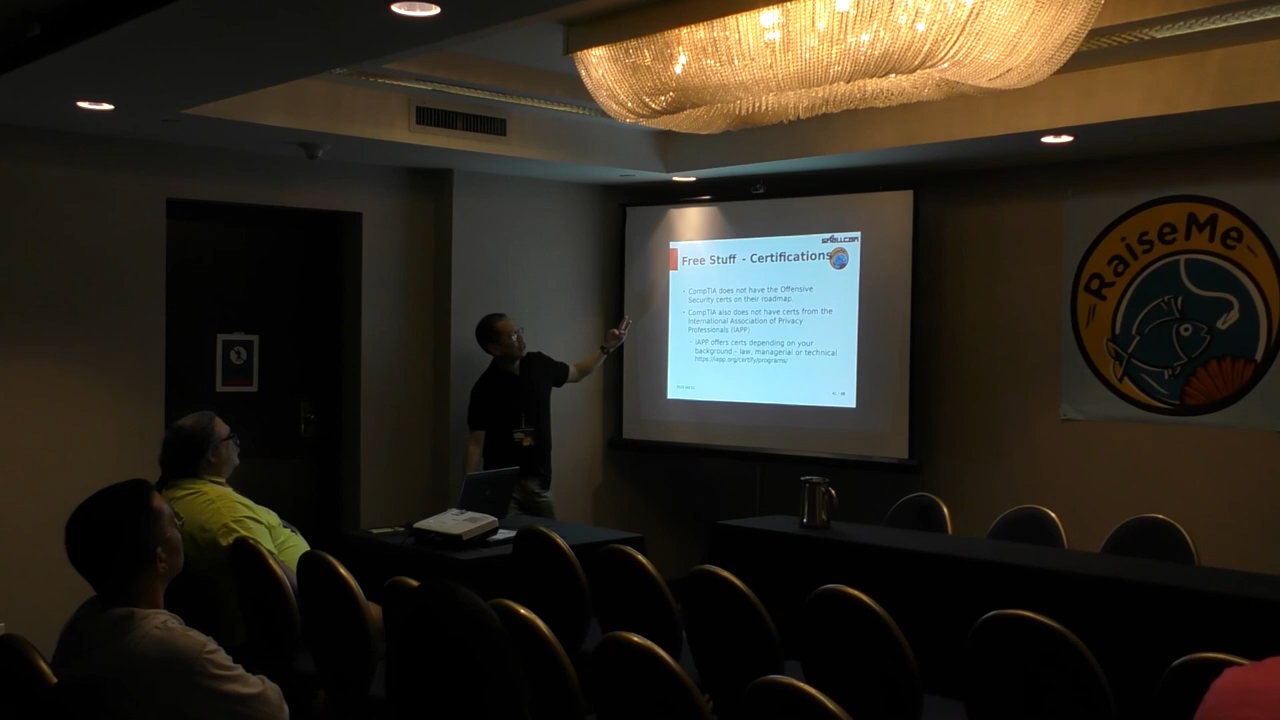 SHELLCON
Free Stuff - Certifications
- CompTIA does not have the Offensive
Security certs on their roadmap.
- CompTIA also does not have certs from the
International Association of Privacy
Professionals (IAPP)
- IAPP offers certs depending on your
background - law, managerial or technical
https://iapp.org/certify/programs/
RaiseMe